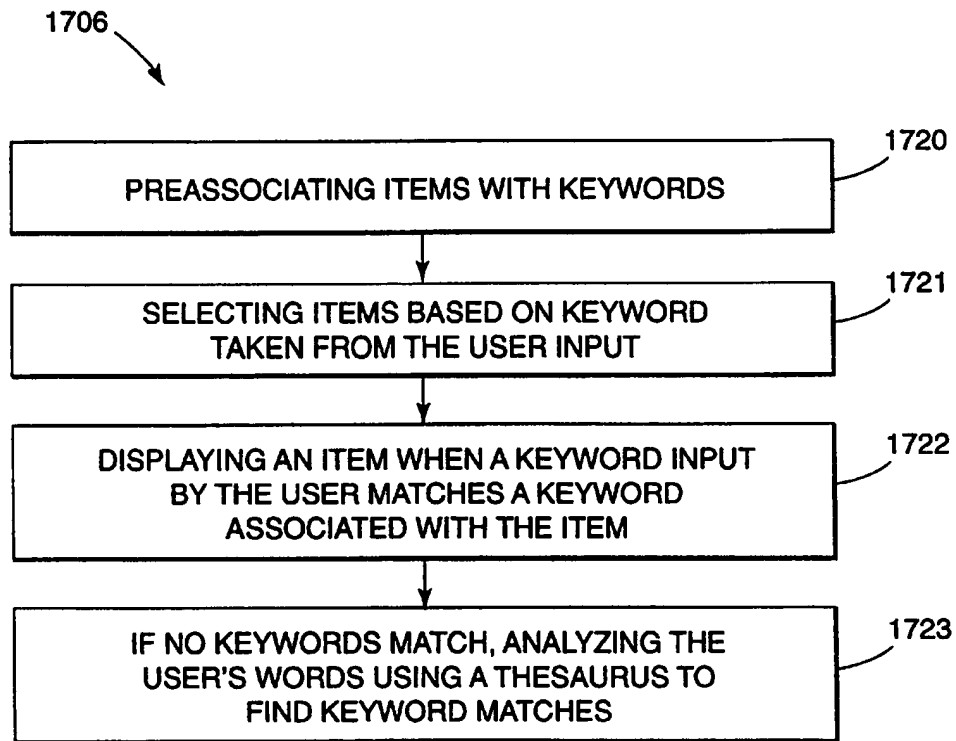 1706
1720
PREASSOCIATING ITEMS WITH KEYWORDS
1721
SELECTING ITEMS BASED ON KEYWORD
TAKEN FROM THE USER INPUT
1722
DISPLAYING AN ITEM WHEN A KEYWORD INPUT
BY THE USER MATCHES A KEYWORD
ASSOCIATED WITH THE ITEM
1723
IF NO KEYWORDS MATCH, ANALYZING THE
USER'S WORDS USING A THESAURUS TO
FIND KEYWORD MATCHES